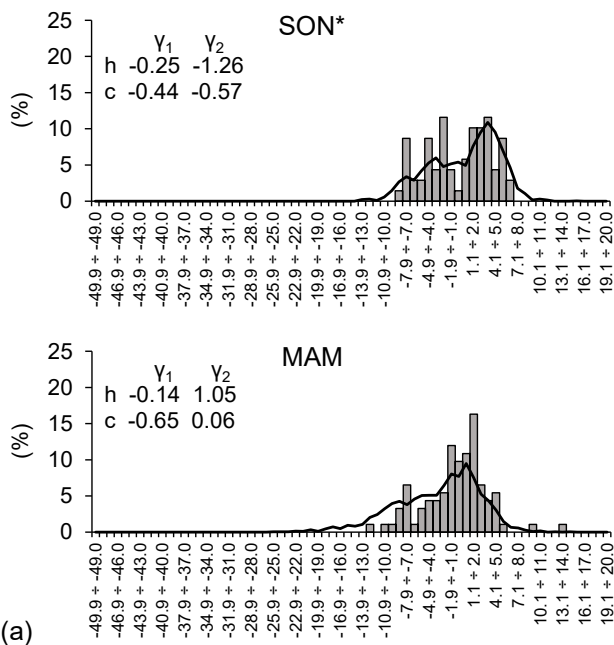 SON*
25
20
15
10
5
0
(%)
γ1 γ2
h -0.25 -1.26
c -0.44 -0.57
-49.9 ÷ -49.0
-46.9 ÷ -46.0
-43.9 ÷ -43.0
-40.9 ÷ -40.0
-37.9 ÷ -37.0
-34.9 ÷ -34.0
-31.9 ÷ -31.0
-28.9 ÷ -28.0
-25.9 ÷ -25.0
-22.9 ÷ -22.0
-19.9 ÷ -19.0
-16.9 ÷ -16.0
-13.9 ÷ -13.0
-10.9 ÷ -10.0
-7.9 ÷ -7.0
-4.9 ÷ -4.0
-1.9 ÷ -1.0
1.1 ÷ 2.0
4.1 ÷ 5.0
7.1 ÷ 8.0
10.1 ÷ 11.0
13.1 ÷ 14.0
16.1 ÷ 17.0
19.1 ÷ 20.0
MAM
25
20
15
10
5
0
(%)
γ1 γ2
h -0.14 1.05
c -0.65 0.06
-49.9 ÷ -49.0
-46.9 ÷ -46.0
-43.9 ÷ -43.0
-40.9 ÷ -40.0
-37.9 ÷ -37.0
-34.9 ÷ -34.0
-31.9 ÷ -31.0
-28.9 ÷ -28.0
-25.9 ÷ -25.0
-22.9 ÷ -22.0
-19.9 ÷ -19.0
-16.9 ÷ -16.0
-13.9 ÷ -13.0
-10.9 ÷ -10.0
-7.9 ÷ -7.0
-4.9 ÷ -4.0
-1.9 ÷ -1.0
1.1 ÷ 2.0
4.1 ÷ 5.0
7.1 ÷ 8.0
10.1 ÷ 11.0
13.1 ÷ 14.0
16.1 ÷ 17.0
19.1 ÷ 20.0
(a)